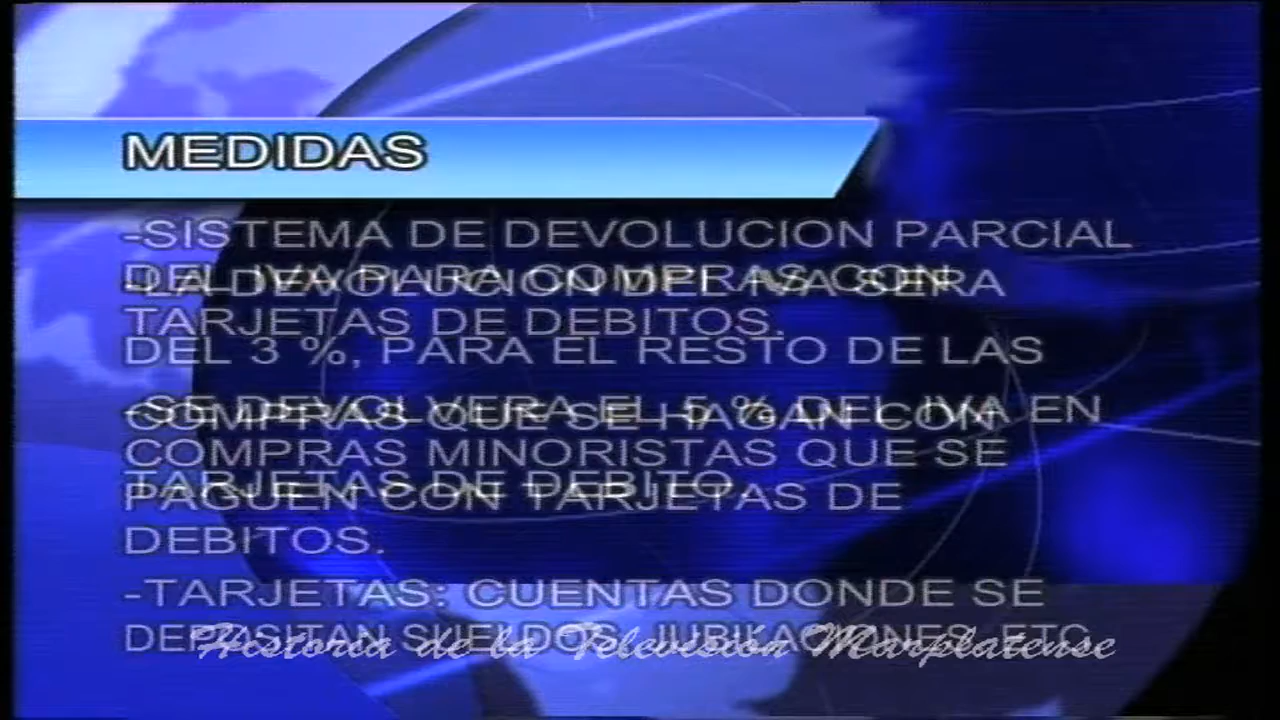 MEDIDAS
-SISTEMA DE DEVOLUCION PARCIAL
DEL IVA PARA COMPRAS CON
TARJETAS DE DEBITOS.
-SE DEVOLVERA EL 5 % DEL IVA EN
COMPRAS MINORISTAS QUE SE
PAGUEN CON TARJETAS DE
DEBITOS.
-TARJETAS: CUENTAS DONDE SE
DEPOSITAN SUELDOS, JUBILACIONES, ETC
-LA DEVOLUCION DEL IVA SERA
DEL 3 %, PARA EL RESTO DE LAS
COMPRAS QUE SE HAGAN CON
TARJETAS DE DEBITO.
Historia de la Televisión Marplatense